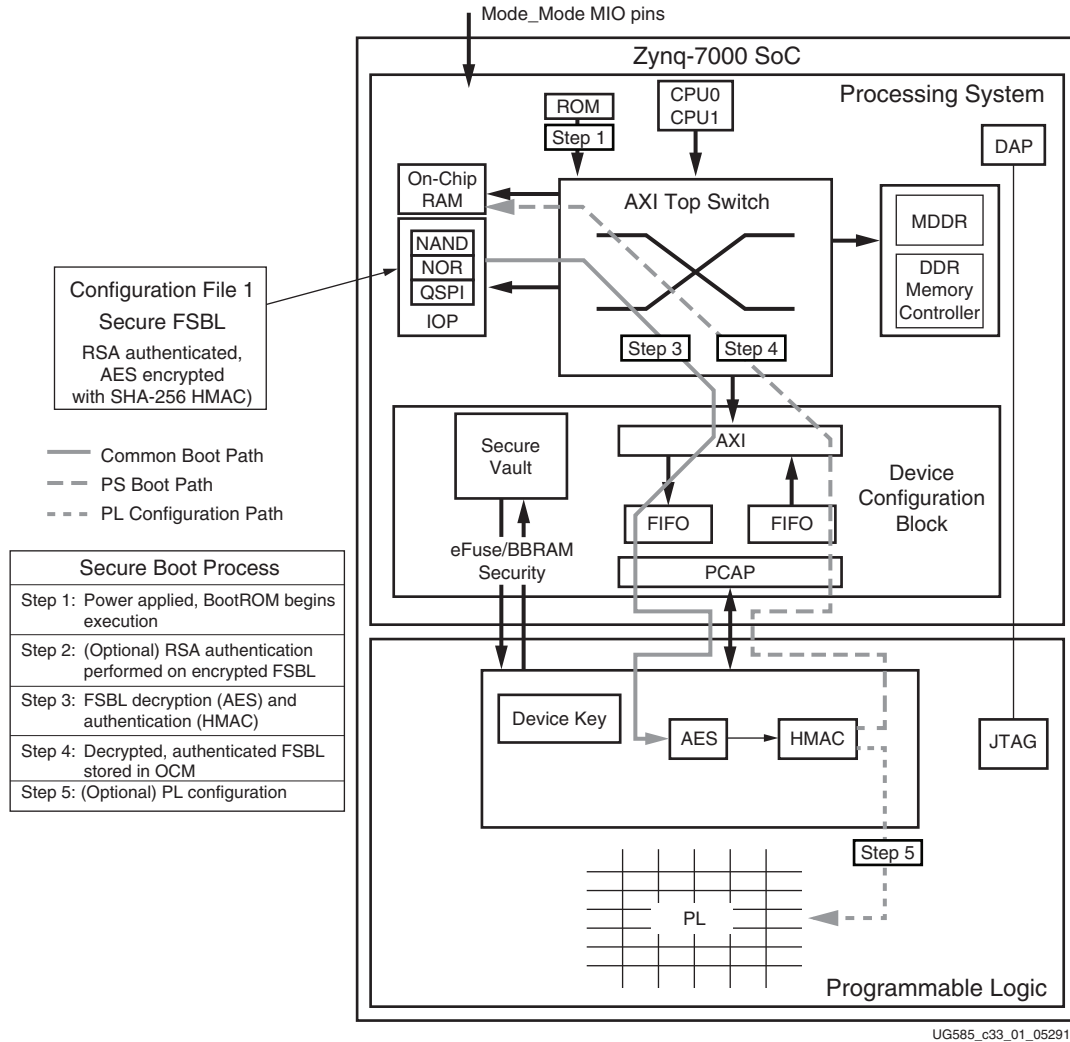 Mode_Mode MIO pins
Zynq-7000 SoC
Processing System
ROM
Step 1
CPU0
CPU1
DAP
On-Chip
RAM
AXI Top Switch
MDDR
DDR
Memory
Controller
NAND
NOR
QSPI
IOP
Step 3
Step 4
Configuration File 1
Secure FSBL
RSA authenticated,
AES encrypted
with SHA-256 HMAC)
Common Boot Path
PS Boot Path
PL Configuration Path
Secure
Vault
AXI
FIFO
FIFO
PCAP
Device
Configuration
Block
eFuse/BBRAM
Security
Secure Boot Process
Step 1: Power applied, BootROM begins
execution
Step 2: (Optional) RSA authentication
performed on encrypted FSBL
Step 3: FSBL decryption (AES) and
authentication (HMAC)
Step 4: Decrypted, authenticated FSBL
stored in OCM
Step 5: (Optional) PL configuration
Device Key
AES
HMAC
JTAG
Step 5
PL
Programmable Logic
UG585_c33_01_05291